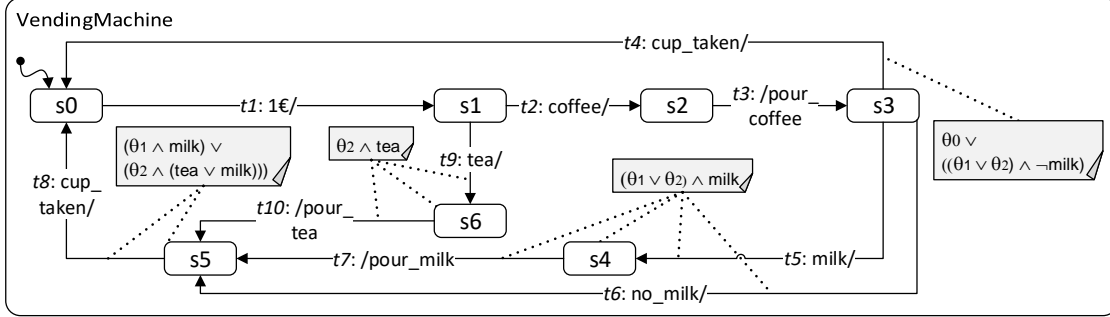 VendingMachine
t4: cup_taken/
s0
t1: 1€/
s1
t2: coffee/
s2
t3: /pour_
coffee
s3
(θ1 ∧ milk) ∨
(θ2 ∧ (tea ∨ milk)))
θ2 ∧ tea
t9: tea/
(θ1 ∨ θ2) ∧ milk
θ0 ∨
((θ1 ∨ θ2) ∧ ¬milk)
t8: cup_
taken/
t10: /pour_
tea
s6
s5
t7: /pour_milk
s4
t5: milk/
t6: no_milk/